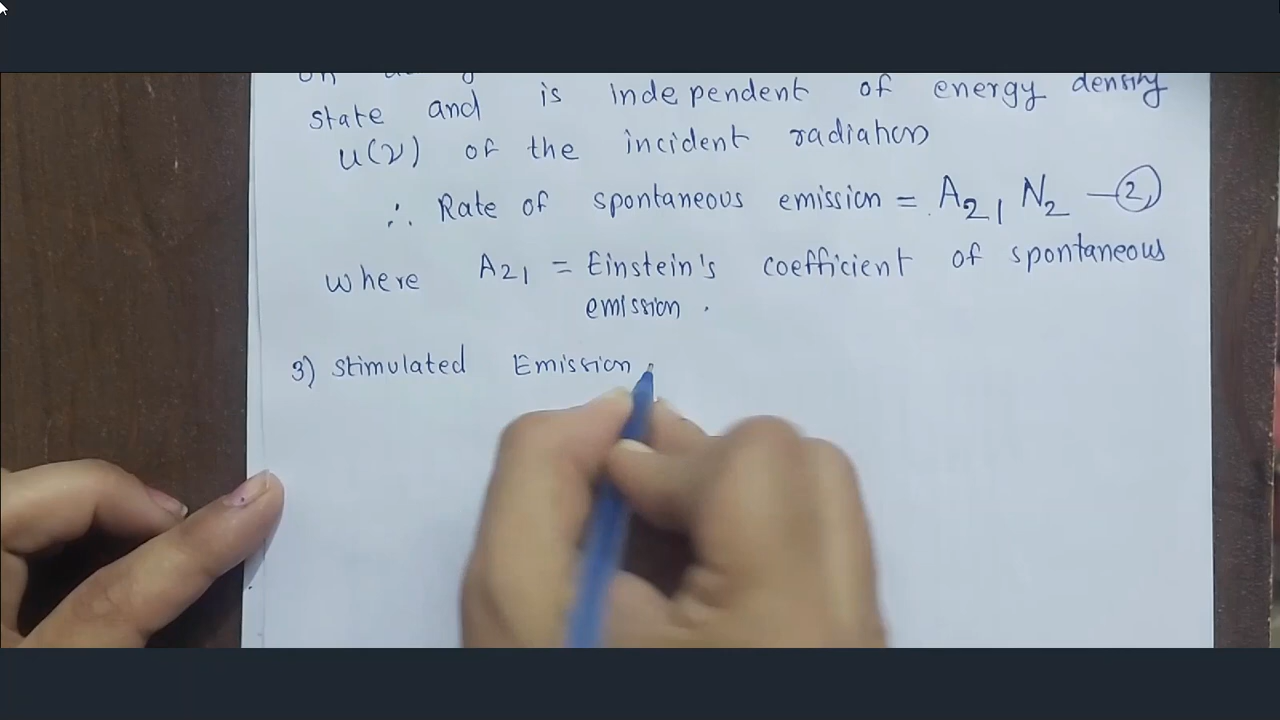 state and is independent of energy density
u(ν) of the incident radiation
∴ Rate of spontaneous emission = A₂₁ N₂ — ②
where A₂₁ = Einstein's coefficient of spontaneous
emission .
3) Stimulated Emission